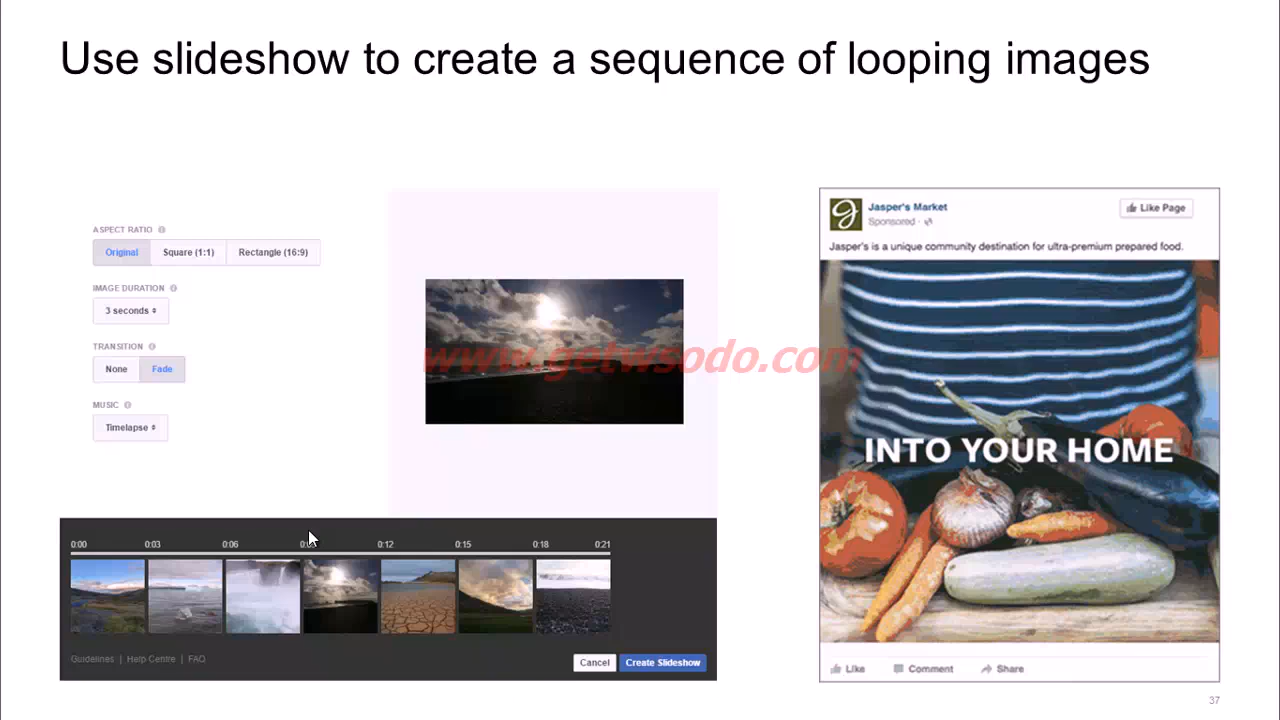 Use slideshow to create a sequence of looping images
ASPECT RATIO
Original Square (1:1) Rectangle (16:9)
IMAGE DURATION
3 seconds
TRANSITION
None Fade
MUSIC
Timelapse
www.getwsodo.com
0:00 0:03 0:06 0:12 0:15 0:18 0:21
Guidelines | Help Centre | FAQ
Cancel Create Slideshow
Jasper's Market
Like Page
Sponsored ·
Jasper's is a unique community destination for ultra-premium prepared food.
INTO YOUR HOME
Like Comment Share
37